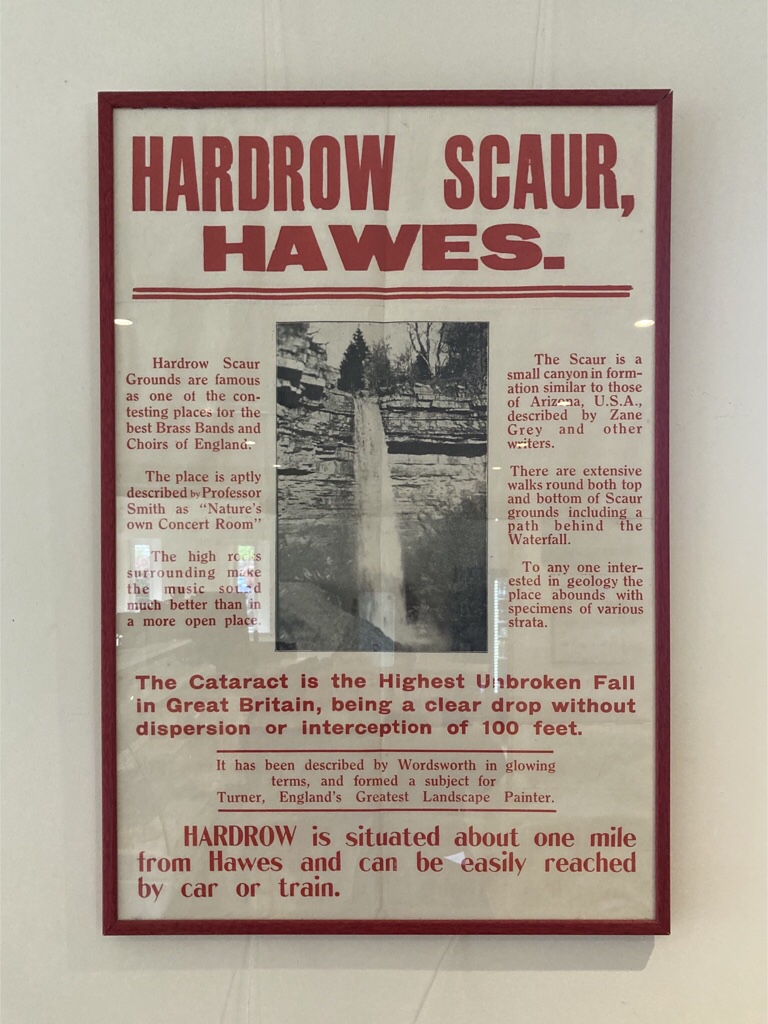 HARDROW SCAUR,
HAWES.
Hardrow Scaur
Grounds are famous
as one of the con-
testing places for the
best Brass Bands and
Choirs of England.
The place is aptly
described by Professor
Smith as "Nature's
own Concert Room"
The high rocks
surrounding make
the music sound
much better than in
a more open place.
The Scaur is a
small canyon in form-
ation similar to those
of Arizona, U.S.A.,
described by Zane
Grey and other
writers.
There are extensive
walks round both top
and bottom of Scaur
grounds including a
path behind the
Waterfall.
To any one inter-
ested in geology the
place abounds with
specimens of various
strata.
The Cataract is the Highest Unbroken Fall
in Great Britain, being a clear drop without
dispersion or interception of 100 feet.
It has been described by Wordsworth in glowing
terms, and formed a subject for
Turner, England's Greatest Landscape Painter.
HARDROW is situated about one mile
from Hawes and can be easily reached
by car or train.